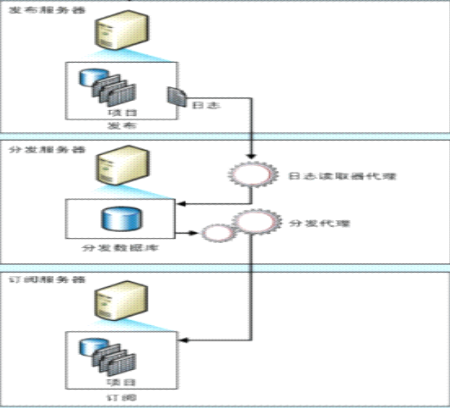 发布服务器
项目
日志
发布
分发服务器
日志读取器代理
分发代理
分发数据库
订阅服务器
项目
订阅